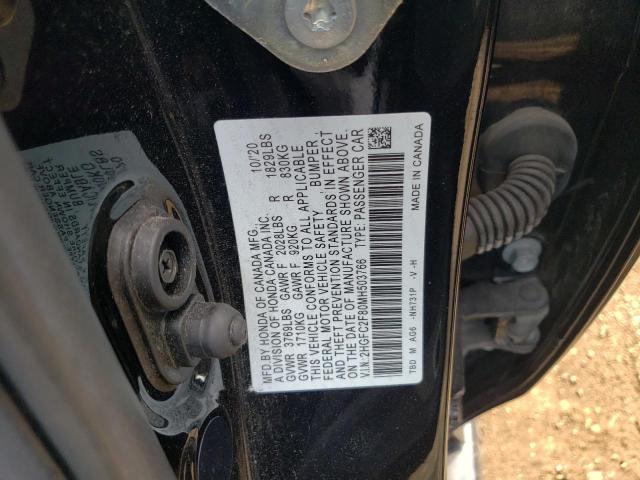 MFD.BY HONDA OF CANADA MFG., 10/20
A DIVISION OF HONDA CANADA INC.
GVWR 3769LBS GAWR F 2028LBS R 1829LBS
GVWR 1710KG GAWR F 920KG R 830KG
THIS VEHICLE CONFORMS TO ALL APPLICABLE
FEDERAL MOTOR VEHICLE SAFETY, BUMPER,
AND THEFT PREVENTION STANDARDS IN EFFECT
ON THE DATE OF MANUFACTURE SHOWN ABOVE.
V.I.N.:2HGFC2F80MH503766 TYPE:PASSENGER CAR
TBD M AG6 -NH731P -V -H
MADE IN CANADA